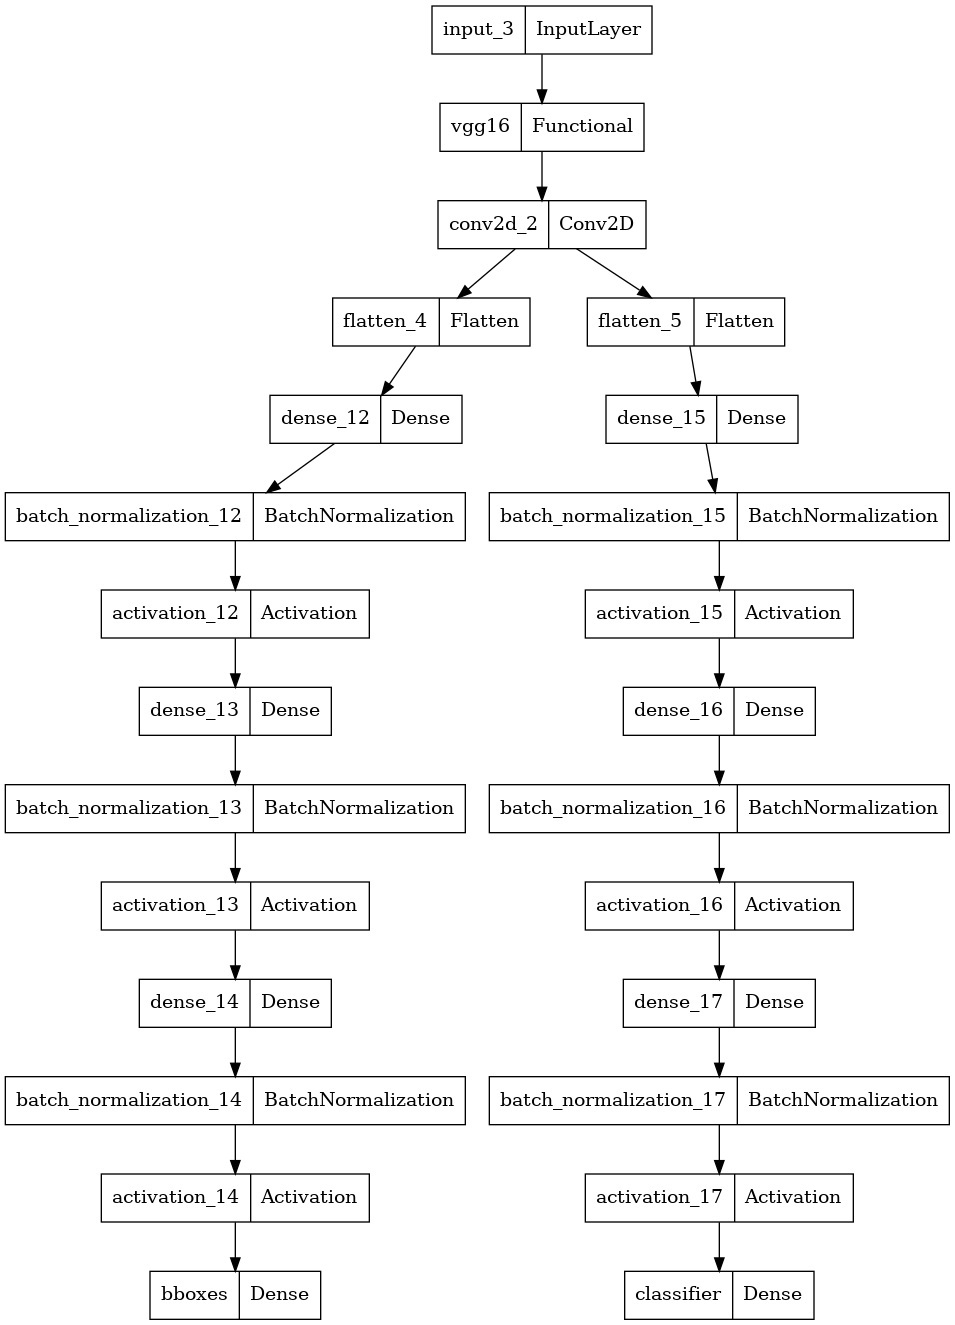 input_3 InputLayer
vgg16 Functional
conv2d_2 Conv2D
flatten_4 Flatten flatten_5 Flatten
dense_12 Dense dense_15 Dense
batch_normalization_12 BatchNormalization batch_normalization_15 BatchNormalization
activation_12 Activation activation_15 Activation
dense_13 Dense dense_16 Dense
batch_normalization_13 BatchNormalization batch_normalization_16 BatchNormalization
activation_13 Activation activation_16 Activation
dense_14 Dense dense_17 Dense
batch_normalization_14 BatchNormalization batch_normalization_17 BatchNormalization
activation_14 Activation activation_17 Activation
bboxes Dense classifier Dense